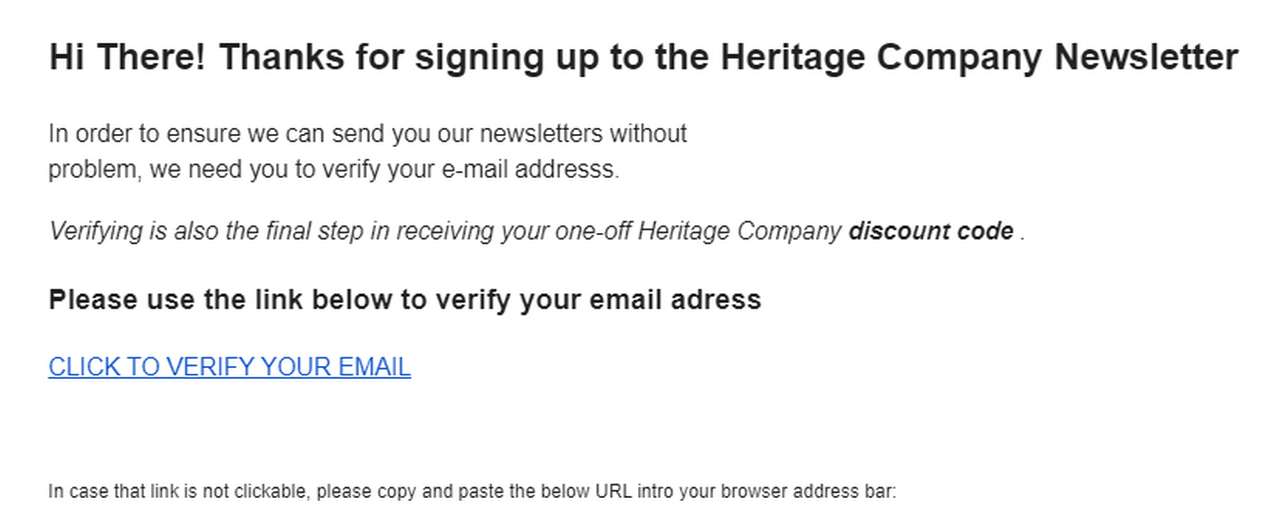 Hi There! Thanks for signing up to the Heritage Company Newsletter
In order to ensure we can send you our newsletters without
problem, we need you to verify your e-mail addresss.
Verifying is also the final step in receiving your one-off Heritage Company discount code .
Please use the link below to verify your email adress
CLICK TO VERIFY YOUR EMAIL
In case that link is not clickable, please copy and paste the below URL intro your browser address bar: